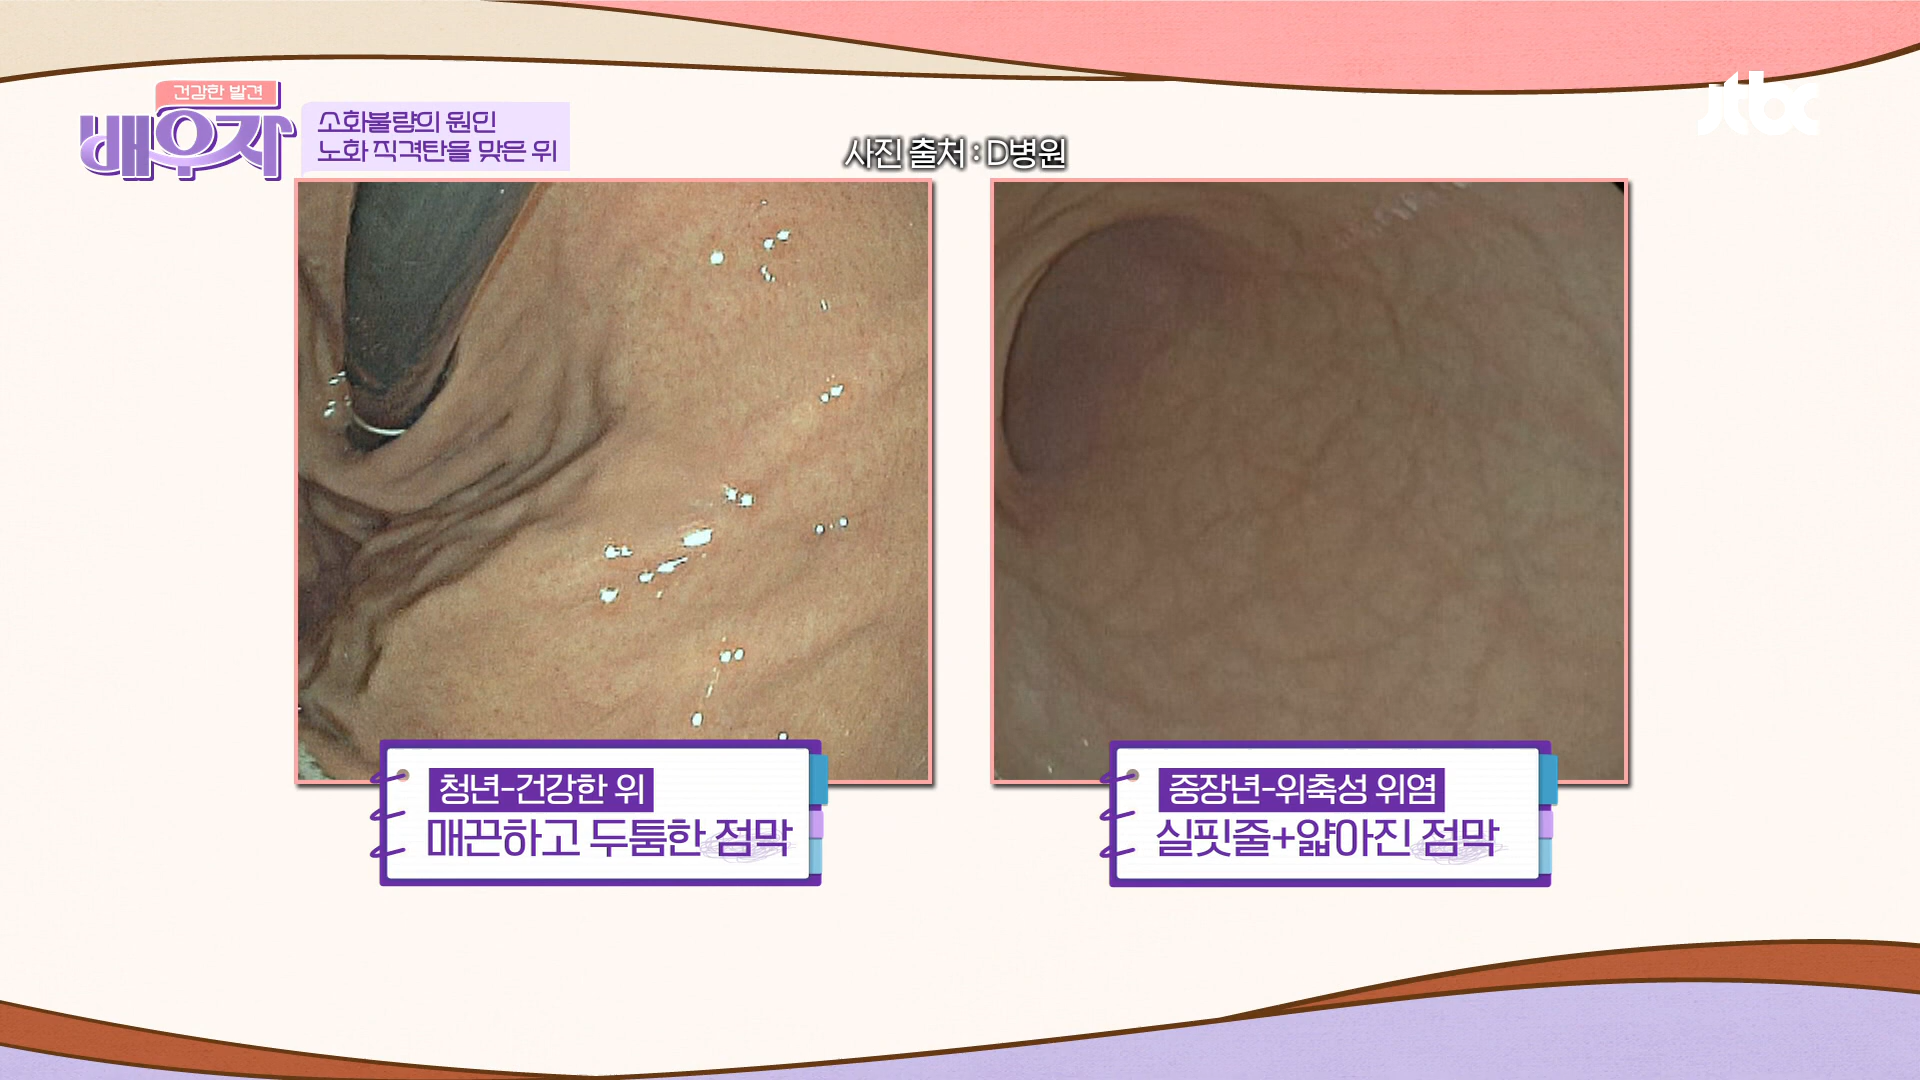 건강한 발견
배우자
소화불량의 원인
노화 직격탄을 맞은 위
사진 출처 : D병원
jtbc
청년-건강한 위
매끈하고 두툼한 점막
중장년-위축성 위염
실핏줄+얇아진 점막